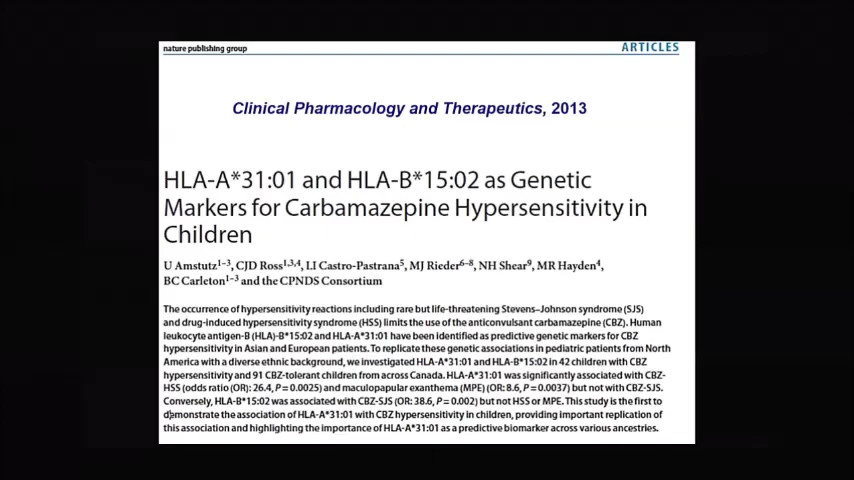 nature publishing group
ARTICLES
Clinical Pharmacology and Therapeutics, 2013
HLA-A*31:01 and HLA-B*15:02 as Genetic
Markers for Carbamazepine Hypersensitivity in
Children
U Amstutz1–3, CJD Ross1,3,4, LI Castro-Pastrana5, MJ Rieder6–8, NH Shear9, MR Hayden4,
BC Carleton1–3 and the CPNDS Consortium
The occurrence of hypersensitivity reactions including rare but life-threatening Stevens–Johnson syndrome (SJS)
and drug-induced hypersensitivity syndrome (HSS) limits the use of the anticonvulsant carbamazepine (CBZ). Human
leukocyte antigen-B (HLA)-B*15:02 and HLA-A*31:01 have been identified as predictive genetic markers for CBZ
hypersensitivity in Asian and European patients. To replicate these genetic associations in pediatric patients from North
America with a diverse ethnic background, we investigated HLA-A*31:01 and HLA-B*15:02 in 42 children with CBZ
hypersensitivity and 91 CBZ-tolerant children from across Canada. HLA-A*31:01 was significantly associated with CBZ-
HSS (odds ratio (OR): 26.4, P = 0.0025) and maculopapular exanthema (MPE) (OR: 8.6, P = 0.0037) but not with CBZ-SJS.
Conversely, HLA-B*15:02 was associated with CBZ-SJS (OR: 38.6, P = 0.002) but not HSS or MPE. This study is the first to
demonstrate the association of HLA-A*31:01 with CBZ hypersensitivity in children, providing important replication of
this association and highlighting the importance of HLA-A*31:01 as a predictive biomarker across various ancestries.